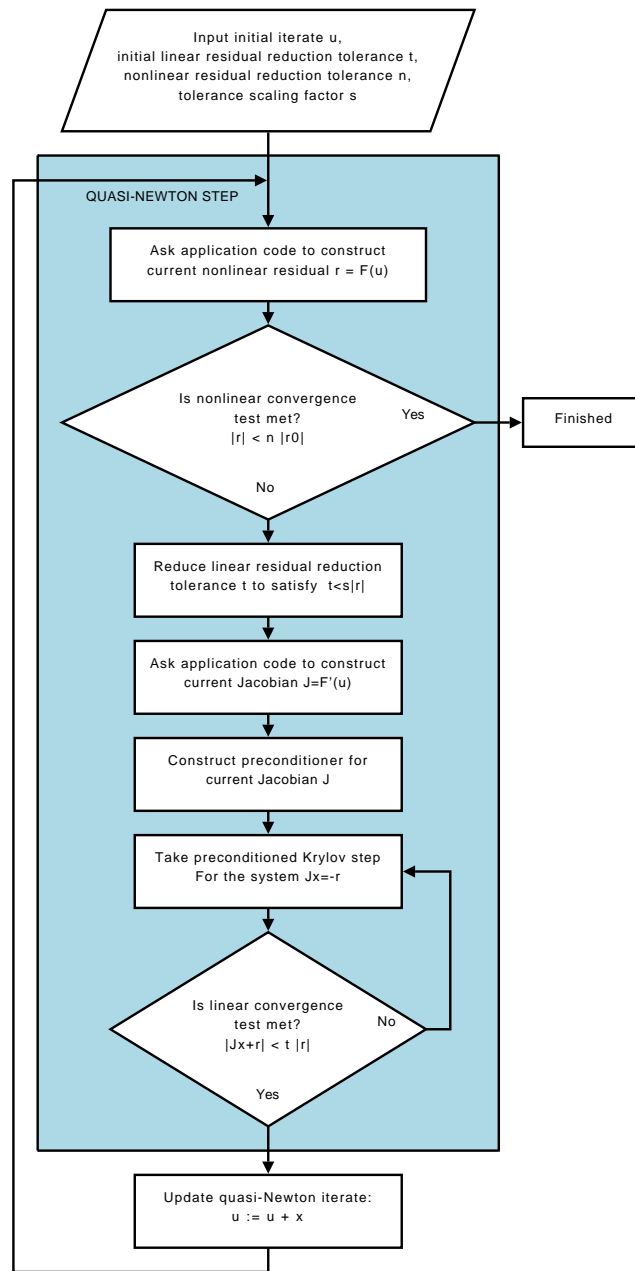 Input initial iterate u,
initial linear residual reduction tolerance t,
nonlinear residual reduction tolerance n,
tolerance scaling factor s
QUASI-NEWTON STEP
Ask application code to construct
current nonlinear residual r = F(u)
Is nonlinear convergence
test met?
|r| < n |r0|
Yes
Finished
No
Reduce linear residual reduction
tolerance t to satisfy t<s|r|
Ask application code to construct
current Jacobian J=F'(u)
Construct preconditioner for
current Jacobian J
Take preconditioned Krylov step
For the system Jx=-r
Is linear convergence
test met?
|Jx+r| < t |r|
No
Yes
Update quasi-Newton iterate:
u := u + x